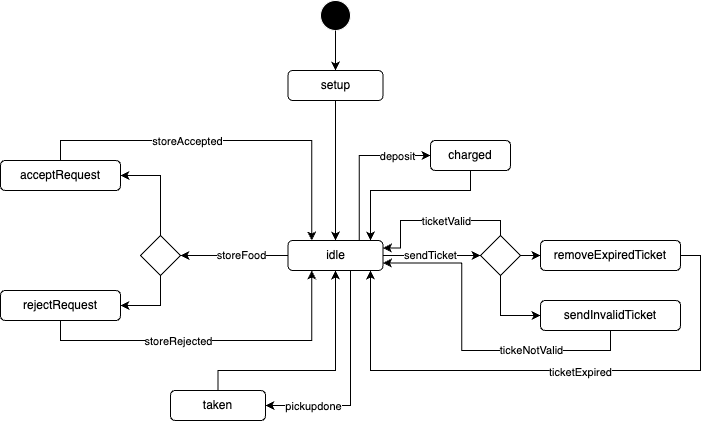 setup
storeAccepted
deposit
charged
acceptRequest
ticketValid
storeFood
idle
sendTicket
removeExpiredTicket
rejectRequest
sendInvalidTicket
storeRejected
tickeNotValid
ticketExpired
taken
pickupdone